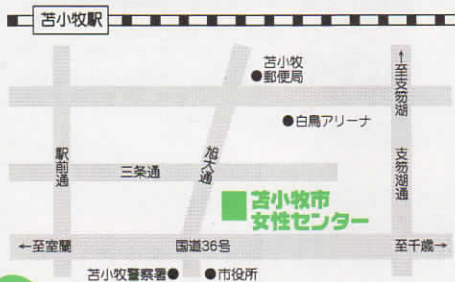 苫小牧駅
苫小牧
●郵便局
↑至支笏湖
●白鳥アリーナ
駅前通
三条通
旭大通
支笏湖通
苫小牧市
女性センター
←至室蘭
国道36号
至千歳→
苫小牧警察署●
●市役所